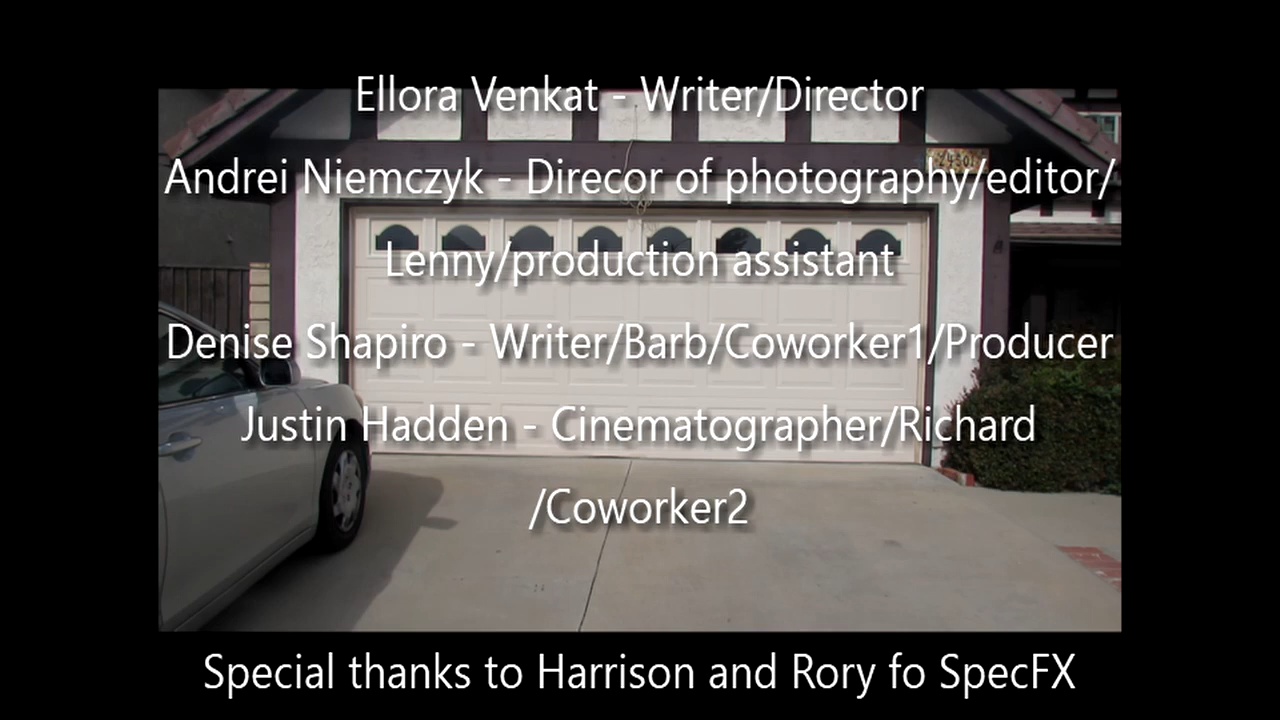 Ellora Venkat - Writer/Director
Andrei Niemczyk - Direcor of photography/editor/
Lenny/production assistant
Denise Shapiro - Writer/Barb/Coworker1/Producer
Justin Hadden - Cinematographer/Richard
/Coworker2
Special thanks to Harrison and Rory fo SpecFX